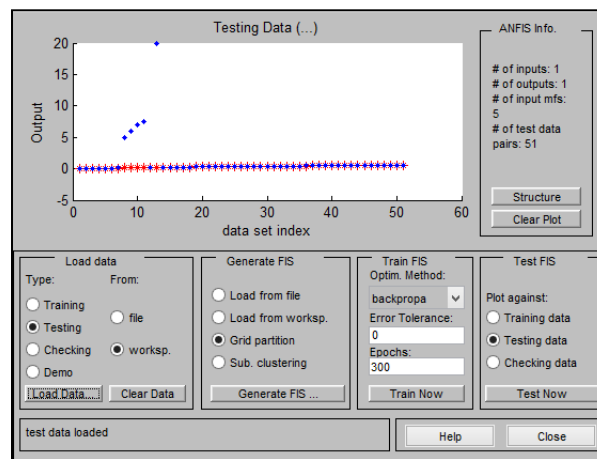 Testing Data (...)
20
15
10
5
0
-5
Output
0
10
20
30
40
50
60
data set index
ANFIS Info.
# of inputs: 1
# of outputs: 1
# of input mfs:
5
# of test data
pairs: 51
Structure
Clear Plot
Load data
Type:
From:
Training
Testing
Checking
Demo
file
worksp.
Load Data...
Clear Data
Generate FIS
Load from file
Load from worksp.
Grid partition
Sub. clustering
Generate FIS ...
Train FIS
Optim. Method:
backpropa
Error Tolerance:
0
Epochs:
300
Train Now
Test FIS
Plot against:
Training data
Testing data
Checking data
Test Now
test data loaded
Help
Close